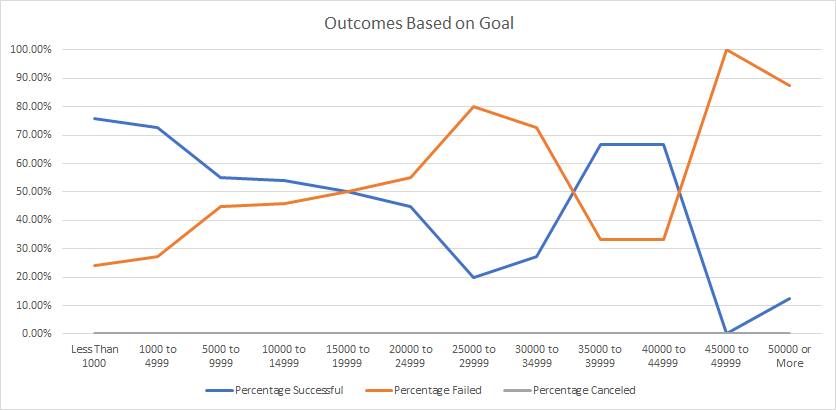 Outcomes Based on Goal
100.00%
90.00%
80.00%
70.00%
60.00%
50.00%
40.00%
30.00%
20.00%
10.00%
0.00%
Less Than 1000 to 5000 to 10000 to 15000 to 20000 to 25000 to 30000 to 35000 to 40000 to 45000 to 50000 or
1000 4999 9999 14999 19999 24999 29999 34999 39999 44999 49999 More
Percentage Successful Percentage Failed Percentage Canceled